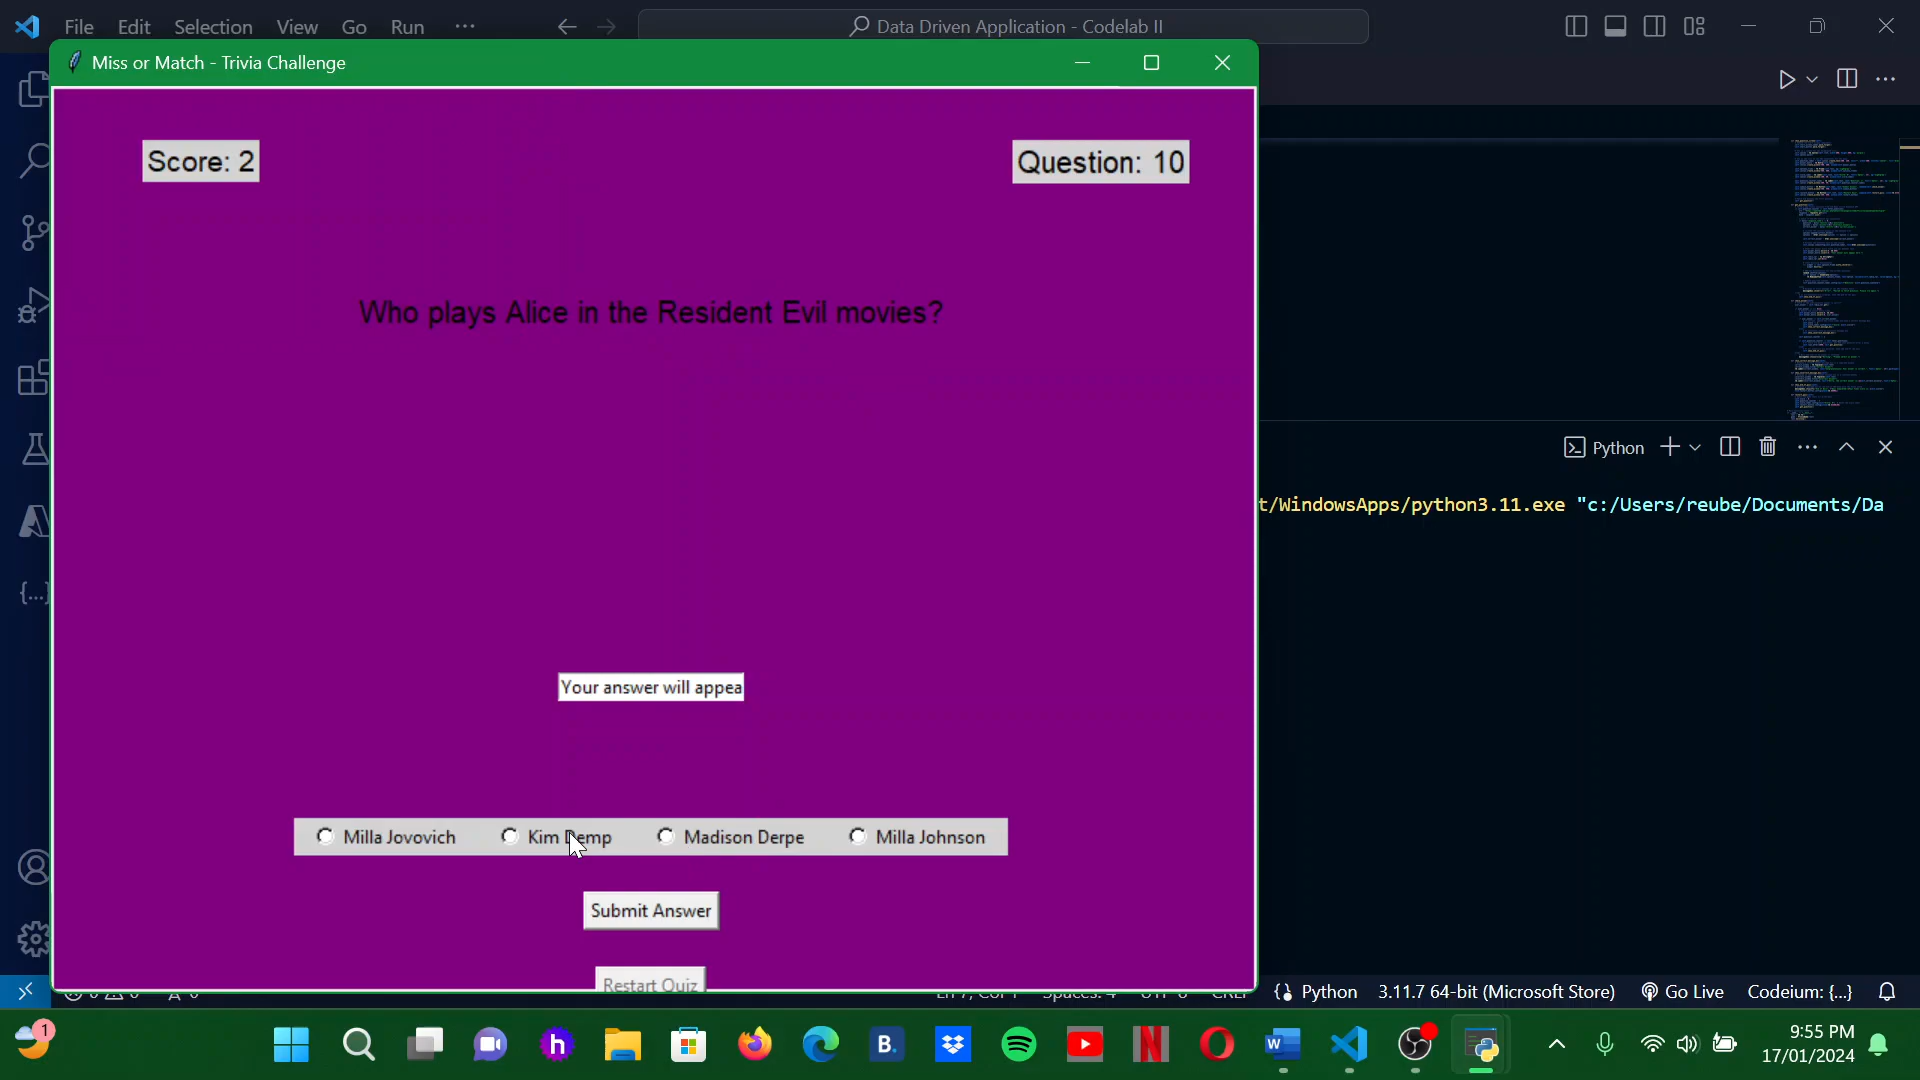 File Edit Selection View Go Run ...
Data Driven Application - Codelab II
Miss or Match - Trivia Challenge
Score: 2
Question: 10
Who plays Alice in the Resident Evil movies?
Python
t/WindowsApps/python3.11.exe "c:/Users/reube/Documents/Da
Your answer will appea
Milla Jovovich
Kim Demp
Madison Derpe
Milla Johnson
Submit Answer
Restart Quiz
{} Python
3.11.7 64-bit (Microsoft Store)
Go Live
Codeium: {...}
1
h
B.
W
N
9:55 PM
17/01/2024